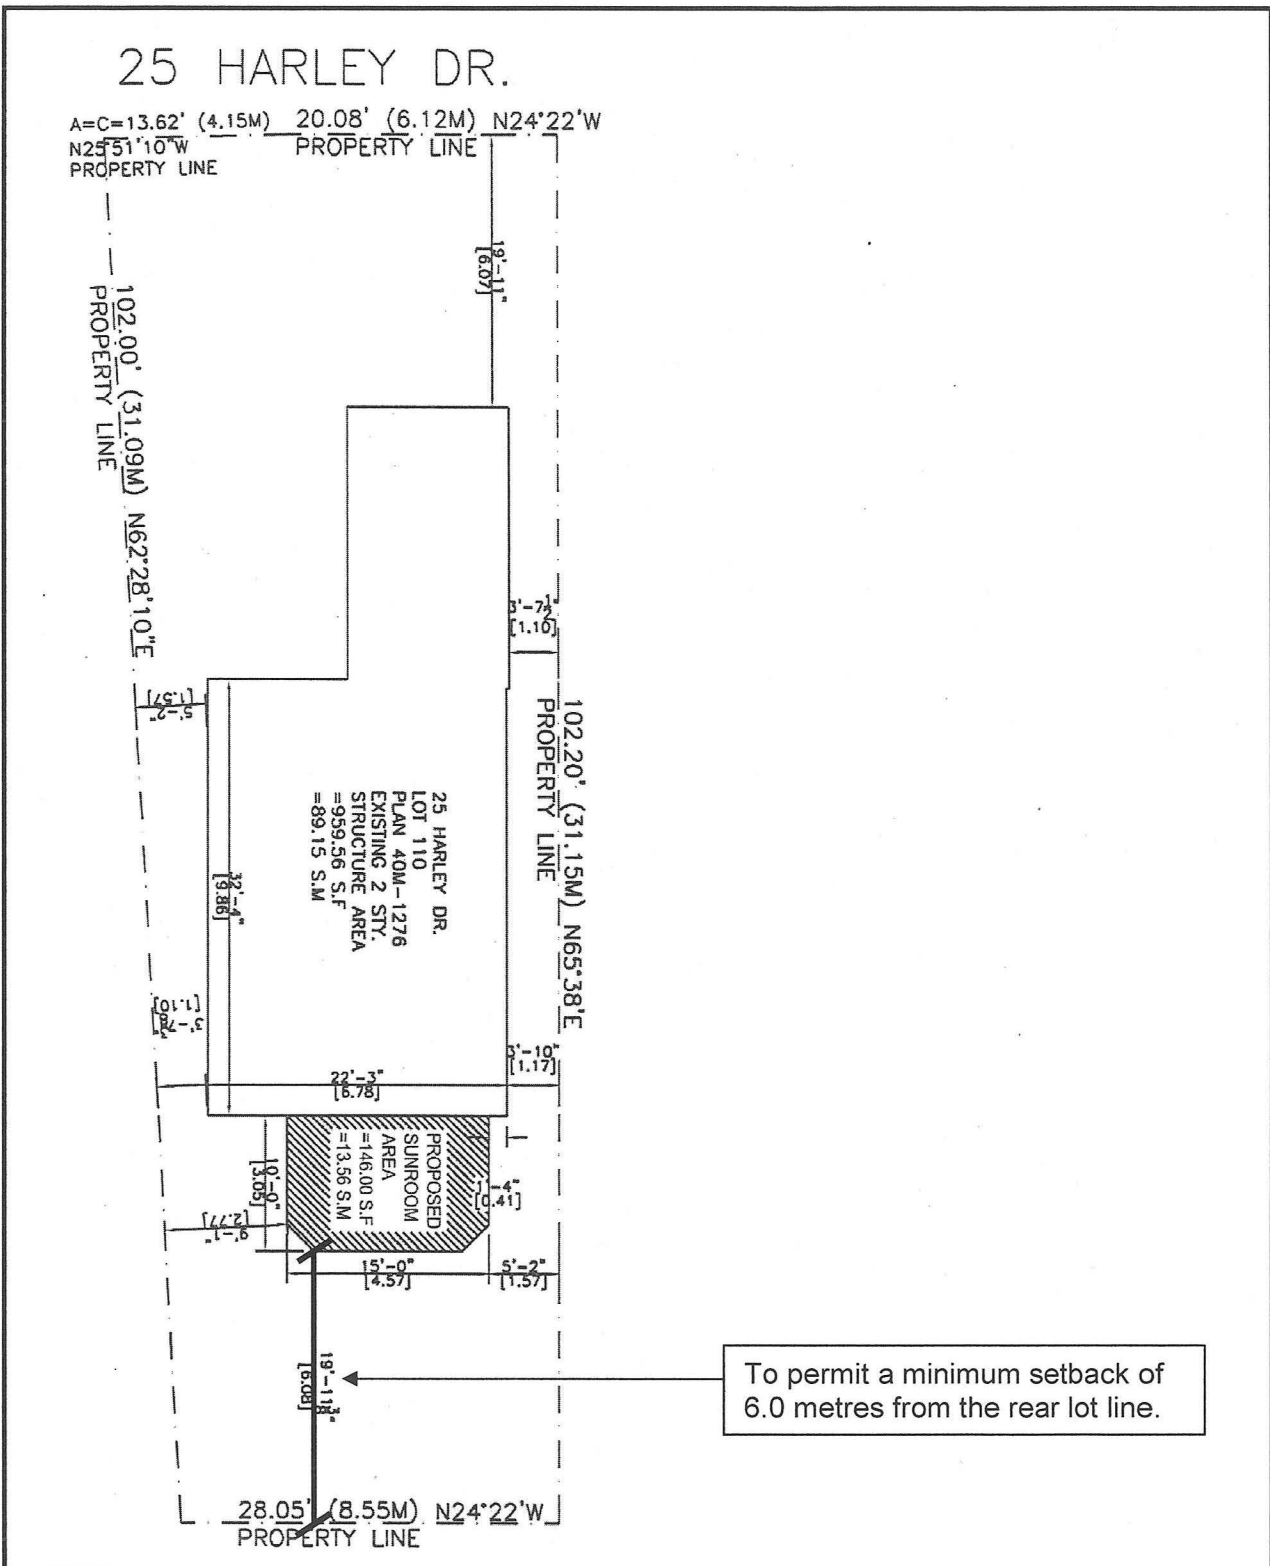 25 HARLEY DR.
A=C=13.62' (4.15M) 20.08' (6.12M) N24°22'W
N25°51'10"W
PROPERTY LINE
PROPERTY LINE
19'-11"
[6.07]
102.00' (31.09M) N62°28'10"E
PROPERTY LINE
3'-7½"
[1.10]
5'-2"
[1.57]
102.20' (31.15M) N65°38'E
PROPERTY LINE
25 HARLEY DR.
LOT 110
PLAN 40M-1276
EXISTING 2 STY.
STRUCTURE AREA
=959.56 S.F
=89.15 S.M
32'-4"
[9.86]
[1.10]
3'-10"
[1.17]
22'-3"
[6.78]
PROPOSED
SUNROOM
AREA
=146.00 S.F
=13.56 S.M
1'-4"
[0.41]
10'-0"
[3.05]
9'-1"
[2.77]
15'-0"
[4.57]
5'-2"
[1.57]
[6.08]
To permit a minimum setback of
6.0 metres from the rear lot line.
28.05' (8.55M) N24°22'W
PROPERTY LINE